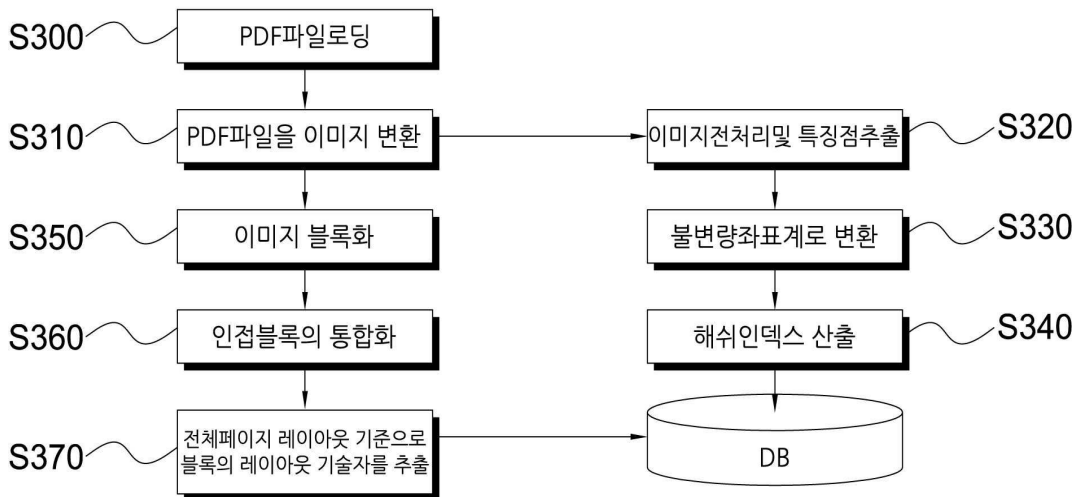 S300
PDF파일로딩
S310
PDF파일을 이미지 변환
이미지전처리및 특징점추출
S320
S350
이미지 블록화
불변량좌표계로 변환
S330
S360
인접블록의 통합화
해쉬인덱스 산출
S340
S370
전체페이지 레이아웃 기준으로
블록의 레이아웃 기술자를 추출
DB